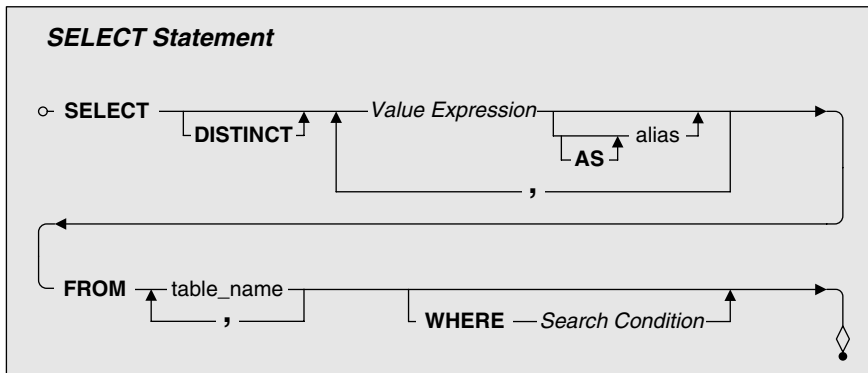 SELECT Statement
SELECT Value Expression
DISTINCT alias
AS
,
FROM table_name
, WHERE Search Condition